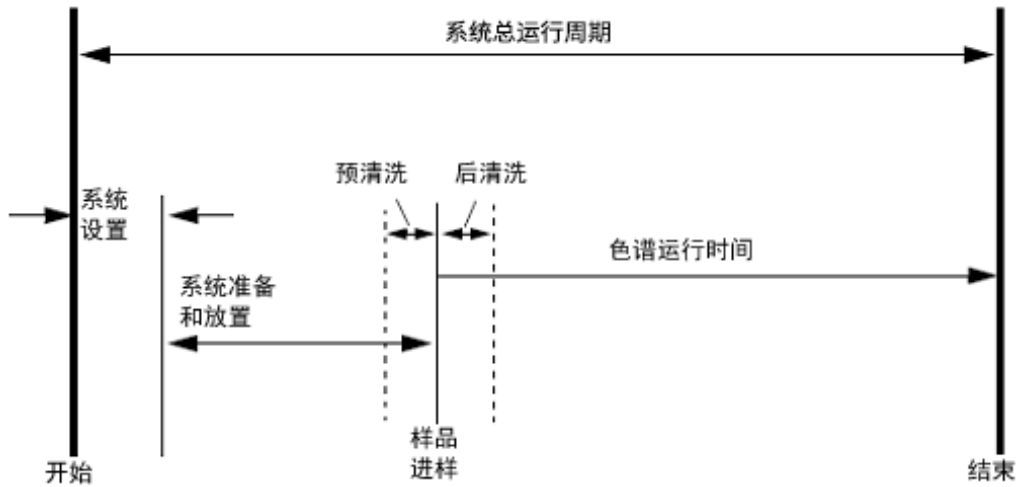 系统总运行周期
预清洗
后清洗
系统
设置
色谱运行时间
系统准备
和放置
样品
进样
开始
结束